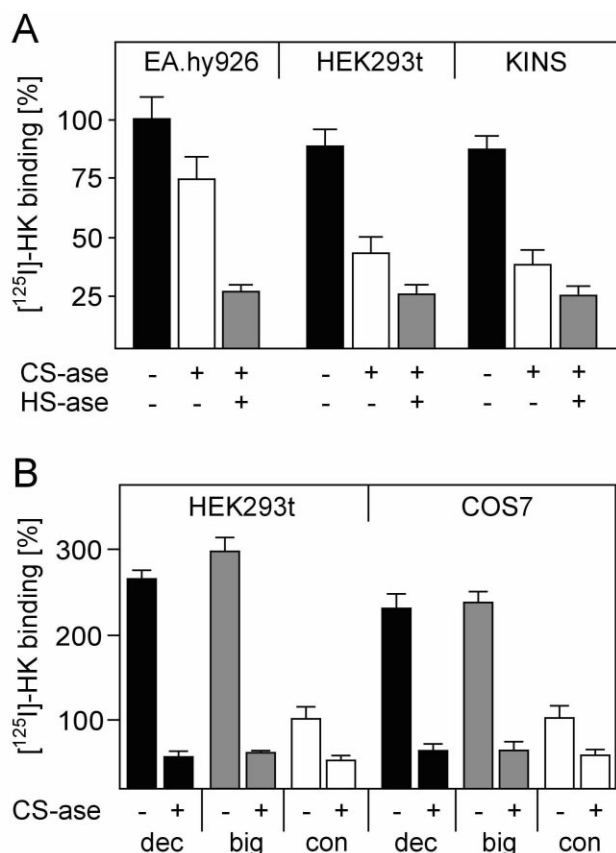 A
EA.hy926 HEK293t KINS
[¹²⁵I]-HK binding [%]
100
75
50
25
CS-ase - + + - + + - + +
HS-ase - - + - - + - - +
B
HEK293t COS7
[¹²⁵I]-HK binding [%]
300
200
100
CS-ase - + - + - + - + - + - +
dec big con dec big con